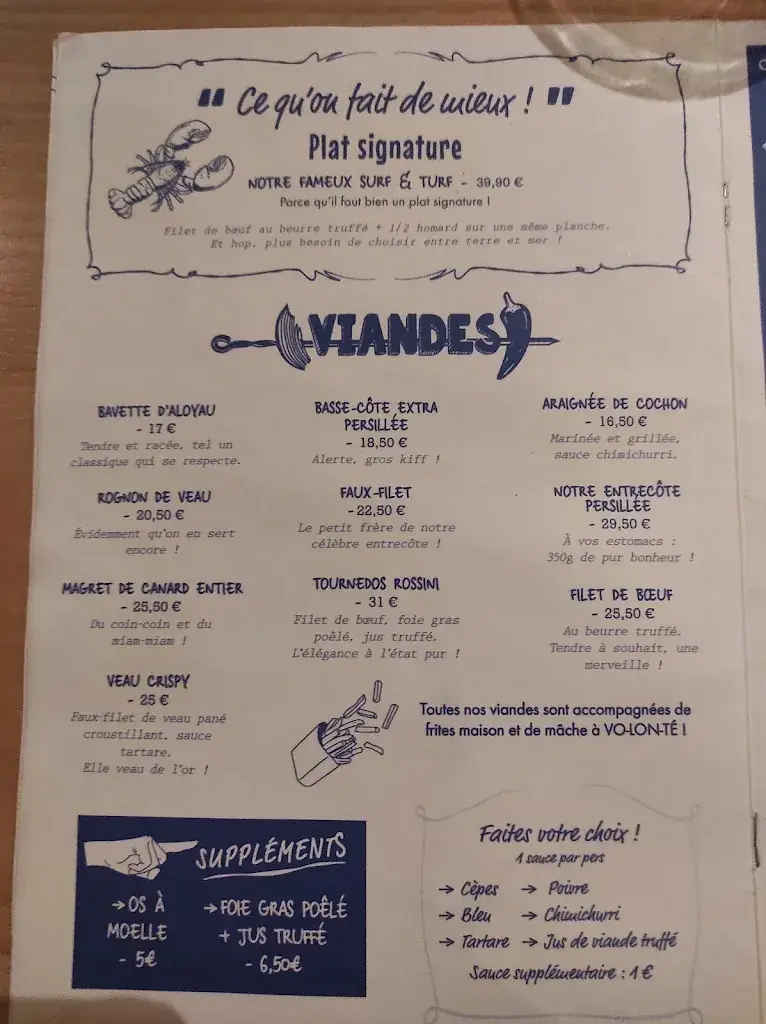 " Ce qu'on fait de mieux ! "
Plat signature
NOTRE FAMEUX SURF & TURF - 39,90 €
Parce qu'il faut bien un plat signature !
Filet de bœuf au beurre truffé + 1/2 homard sur une même planche.
Et hop, plus besoin de choisir entre terre et mer !
VIANDES
BAVETTE D'ALOYAU
- 17 €
Tendre et racée, tel un
classique qui se respecte.
ROGNON DE VEAU
- 20,50 €
Évidemment qu'on en sert
encore !
MAGRET DE CANARD ENTIER
- 25,50 €
Du coin-coin et du
miam-miam !
VEAU CRISPY
- 25 €
Faux-filet de veau pané
croustillant, sauce
tartare.
Elle veau de l'or !
BASSE-CÔTE EXTRA
PERSILLÉE
- 18,50 €
Alerte, gros kiff !
FAUX-FILET
- 22,50 €
Le petit frère de notre
célèbre entrecôte !
TOURNEDOS ROSSINI
- 31 €
Filet de bœuf, foie gras
poêlé, jus truffé.
L'élégance à l'état pur !
ARAIGNÉE DE COCHON
- 16,50 €
Marinée et grillée,
sauce chimichurri.
NOTRE ENTRECÔTE
PERSILLÉE
- 29,50 €
À vos estomacs :
350g de pur bonheur !
FILET DE BŒUF
- 25,50 €
Au beurre truffé.
Tendre à souhait, une
merveille !
Toutes nos viandes sont accompagnées de
frites maison et de mâche à VO-LON-TÉ !
SUPPLÉMENTS
→ OS À
MOELLE
- 5€
→ FOIE GRAS POÊLÉ
+ JUS TRUFFÉ
- 6,50€
Faites votre choix !
1 sauce par pers
→ Cèpes → Poivre
→ Bleu → Chimichurri
→ Tartare → Jus de viande truffé
Sauce supplémentaire : 1 €